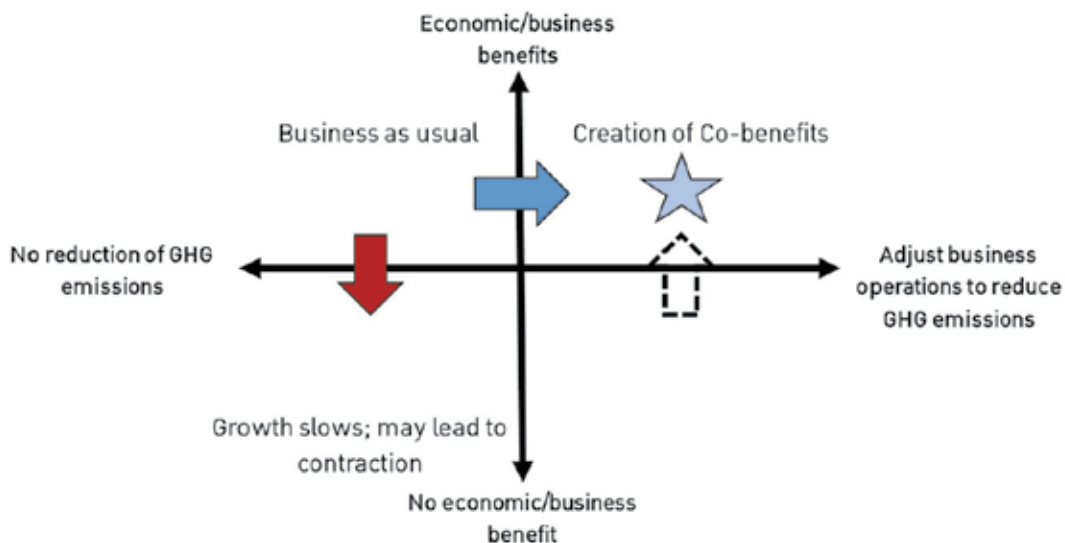 Economic/business
benefits
Business as usual
Creation of Co-benefits
No reduction of GHG
emissions
Adjust business
operations to reduce
GHG emissions
Growth slows; may lead to
contraction
No economic/business
benefit